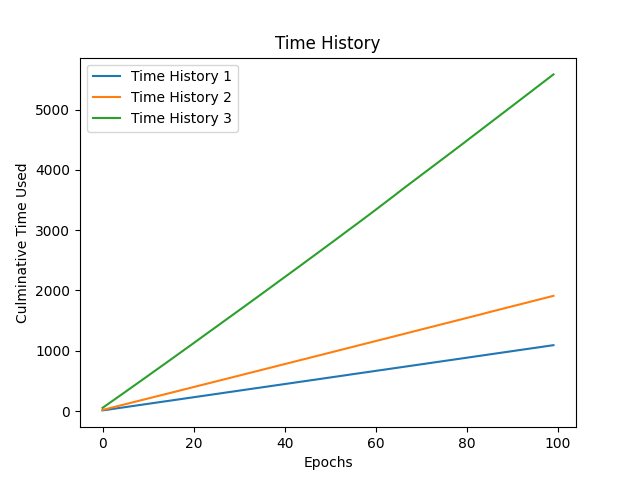 Time History
Time History 1
Time History 2
Time History 3
Culminative Time Used
5000
4000
3000
2000
1000
0
0 20 40 60 80 100
Epochs